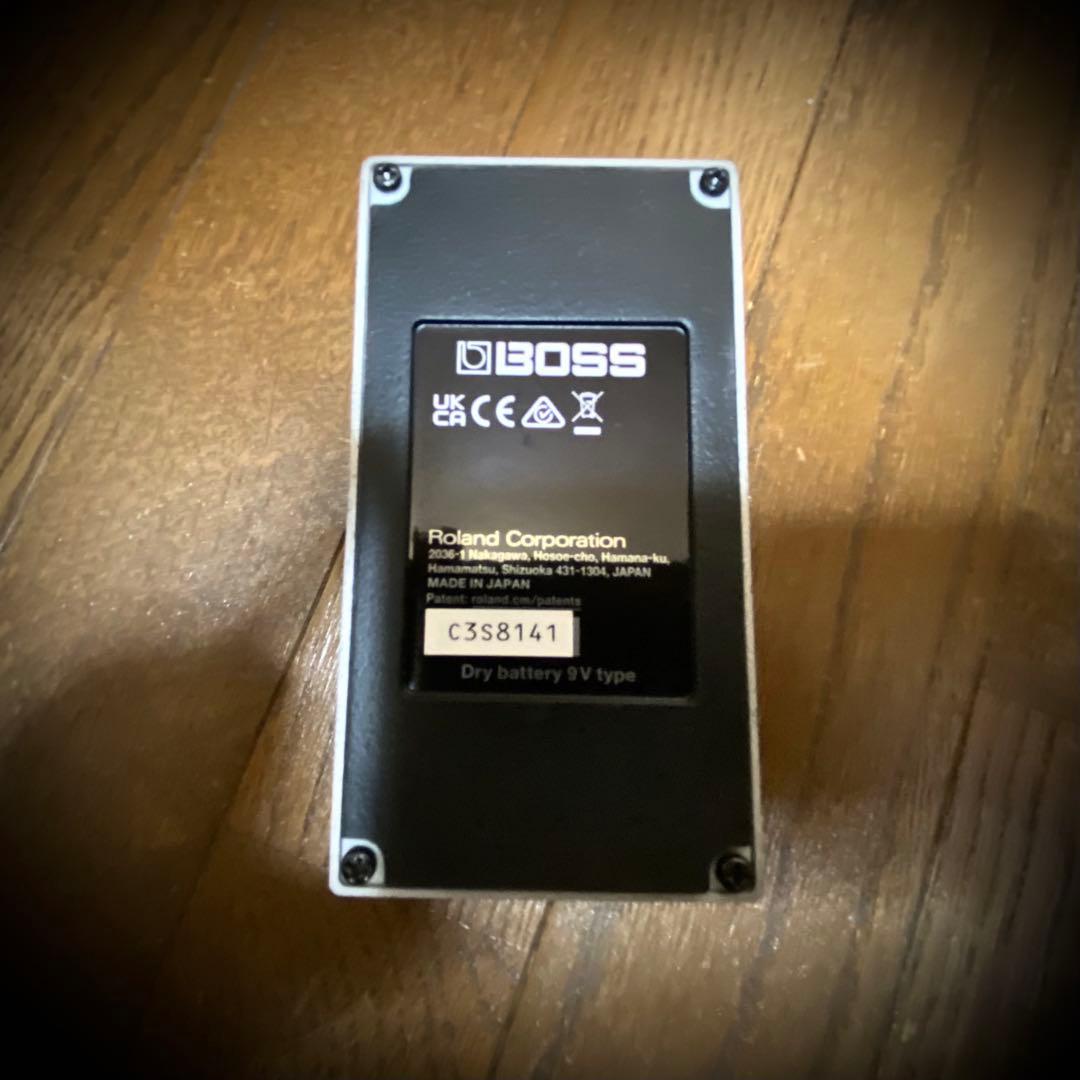 BOSS
UK
CA CE
Roland Corporation
2036-1 Nakagawa, Hosoe-cho, Hamana-ku,
Hamamatsu, Shizuoka 431-1304, JAPAN
MADE IN JAPAN
Patent: roland.cm/patents
C3S8141
Dry battery 9V type